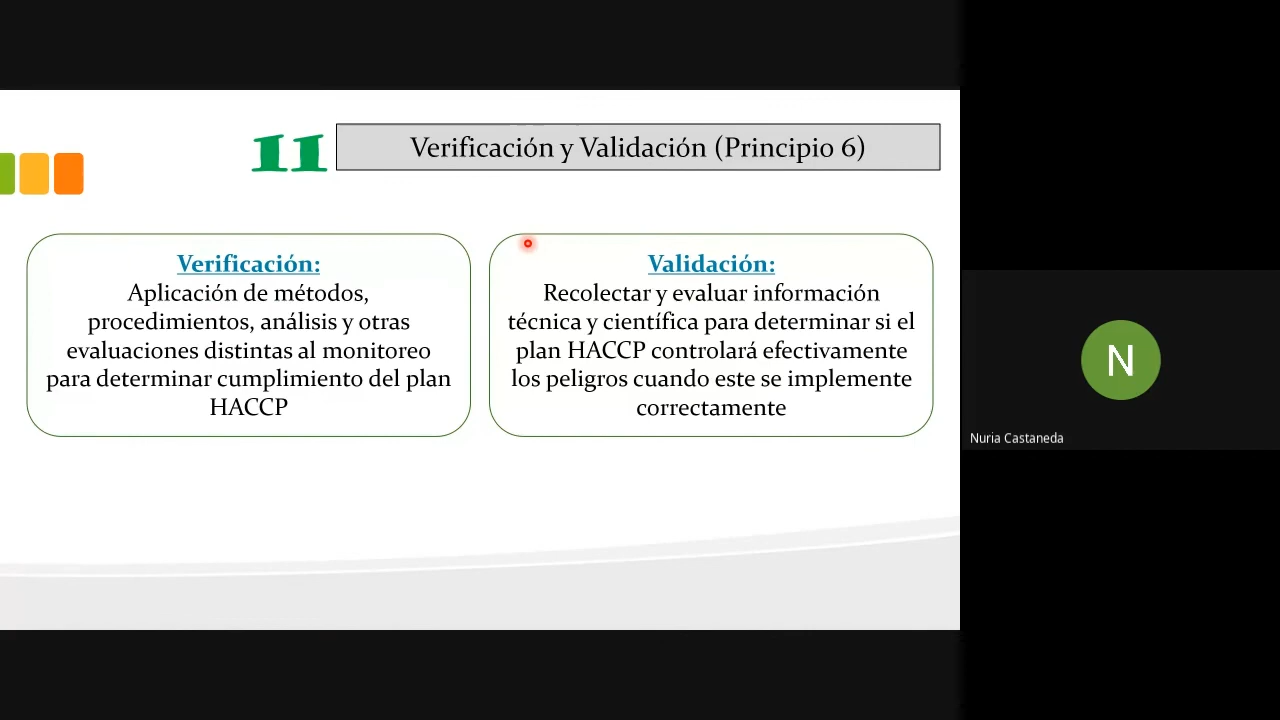 11
Verificación y Validación (Principio 6)
Verificación:
Aplicación de métodos,
procedimientos, análisis y otras
evaluaciones distintas al monitoreo
para determinar cumplimiento del plan
HACCP
Validación:
Recolectar y evaluar información
técnica y científica para determinar si el
plan HACCP controlará efectivamente
los peligros cuando este se implemente
correctamente
N
Nuria Castaneda